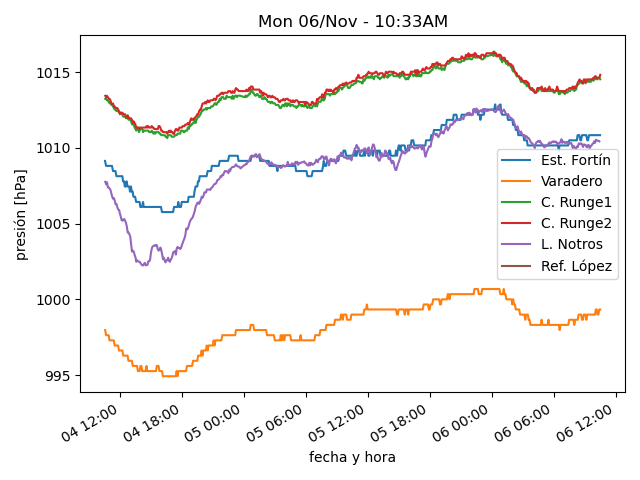 Mon 06/Nov - 10:33AM
presión [hPa]
1015
1010
1005
1000
995
Est. Fortín
Varadero
C. Runge1
C. Runge2
L. Notros
Ref. López
04 12:00
04 18:00
05 00:00
05 06:00
05 12:00
05 18:00
06 00:00
06 06:00
06 12:00
fecha y hora